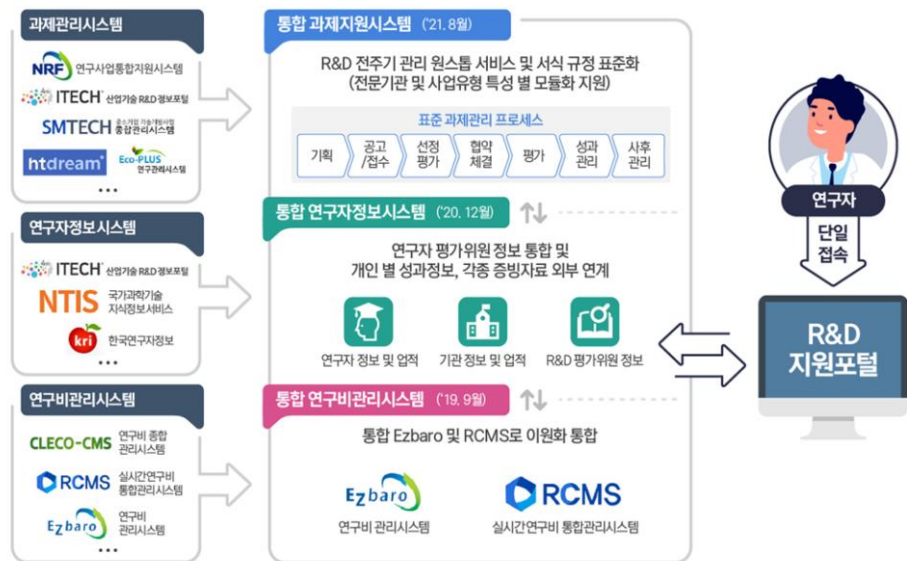 과제관리시스템
NRF 연구사업통합지원시스템
ITECH 산업기술 R&D 정보포털
SMTECH 중소기업 기술개발사업
종합관리시스템
htdream
Eco-PLUS
연구관리시스템
...
연구자정보시스템
ITECH 산업기술 R&D 정보포털
NTIS 국가과학기술
지식정보서비스
kri 한국연구자정보
...
연구비관리시스템
CLECO-CMS 연구비 종합
관리시스템
RCMS 실시간연구비
통합관리시스템
Ezbaro 연구비
관리시스템
...
통합 과제지원시스템 ('21. 8월)
R&D 전주기 관리 원스톱 서비스 및 서식 규정 표준화
(전문기관 및 사업유형 특성 별 모듈화 지원)
표준 과제관리 프로세스
기획
공고
/접수
선정
평가
협약
체결
평가
성과
관리
사후
관리
통합 연구자정보시스템 ('20. 12월)
연구자 평가위원 정보 통합 및
개인 별 성과정보, 각종 증빙자료 외부 연계
연구자 정보 및 업적
기관 정보 및 업적
R&D 평가위원 정보
통합 연구비관리시스템 ('19. 9월)
통합 Ezbaro 및 RCMS로 이원화 통합
Ezbaro
연구비 관리시스템
RCMS
실시간연구비 통합관리시스템
연구자
단일
접속
R&D
지원포털